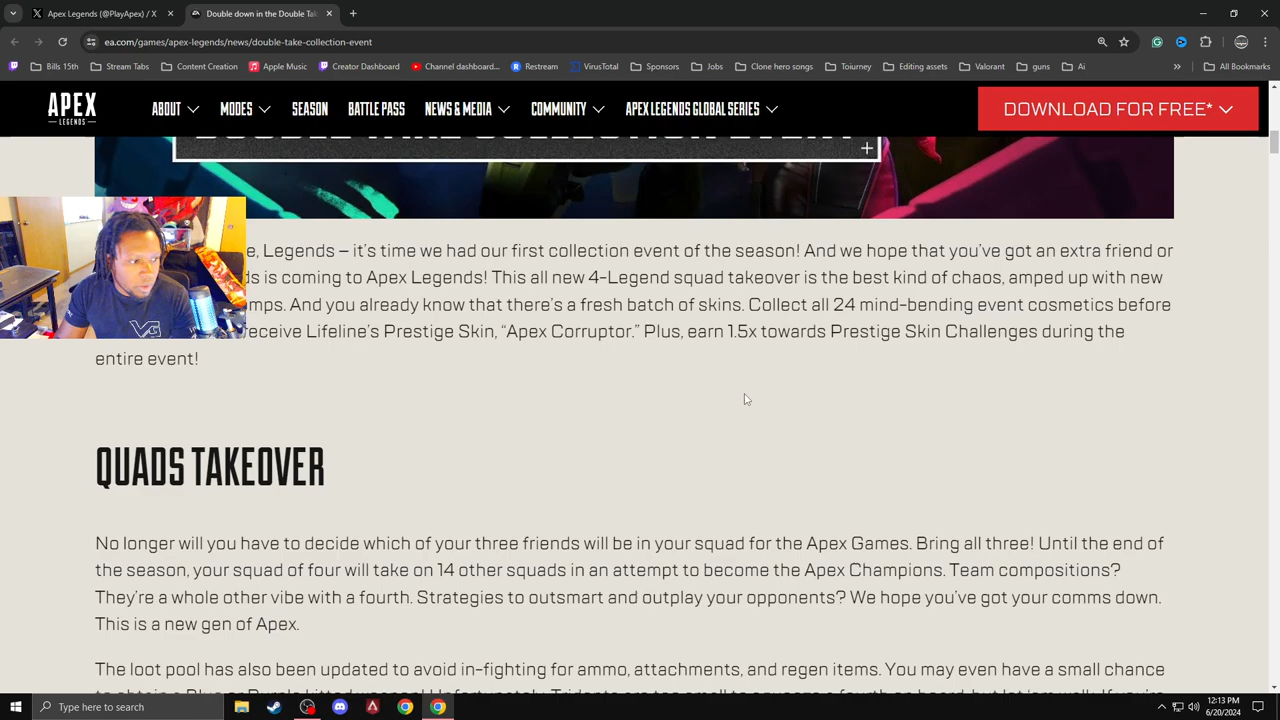 Apex Legends (@PlayApex) / X
Double down in the Double Tak
ea.com/games/apex-legends/news/double-take-collection-event
Bills 15th
Stream Tabs
Content Creation
Apple Music
Creator Dashboard
Channel dashboard...
Restream
VirusTotal
Sponsors
Jobs
Clone hero songs
Toiurney
Editing assets
Valorant
guns
Ai
All Bookmarks
APEX
LEGENDS
ABOUT
MODES
SEASON
BATTLE PASS
NEWS & MEDIA
COMMUNITY
APEX LEGENDS GLOBAL SERIES
DOWNLOAD FOR FREE*
DOUBLE TAKE COLLECTION EVENT
e, Legends – it's time we had our first collection event of the season! And we hope that you've got an extra friend or
ds is coming to Apex Legends! This all new 4-Legend squad takeover is the best kind of chaos, amped up with new
mps. And you already know that there's a fresh batch of skins. Collect all 24 mind-bending event cosmetics before
receive Lifeline's Prestige Skin, “Apex Corruptor.” Plus, earn 1.5x towards Prestige Skin Challenges during the
entire event!
QUADS TAKEOVER
No longer will you have to decide which of your three friends will be in your squad for the Apex Games. Bring all three! Until the end of
the season, your squad of four will take on 14 other squads in an attempt to become the Apex Champions. Team compositions?
They're a whole other vibe with a fourth. Strategies to outsmart and outplay your opponents? We hope you've got your comms down.
This is a new gen of Apex.
The loot pool has also been updated to avoid in-fighting for ammo, attachments, and regen items. You may even have a small chance
Type here to search
12:13 PM
6/20/2024